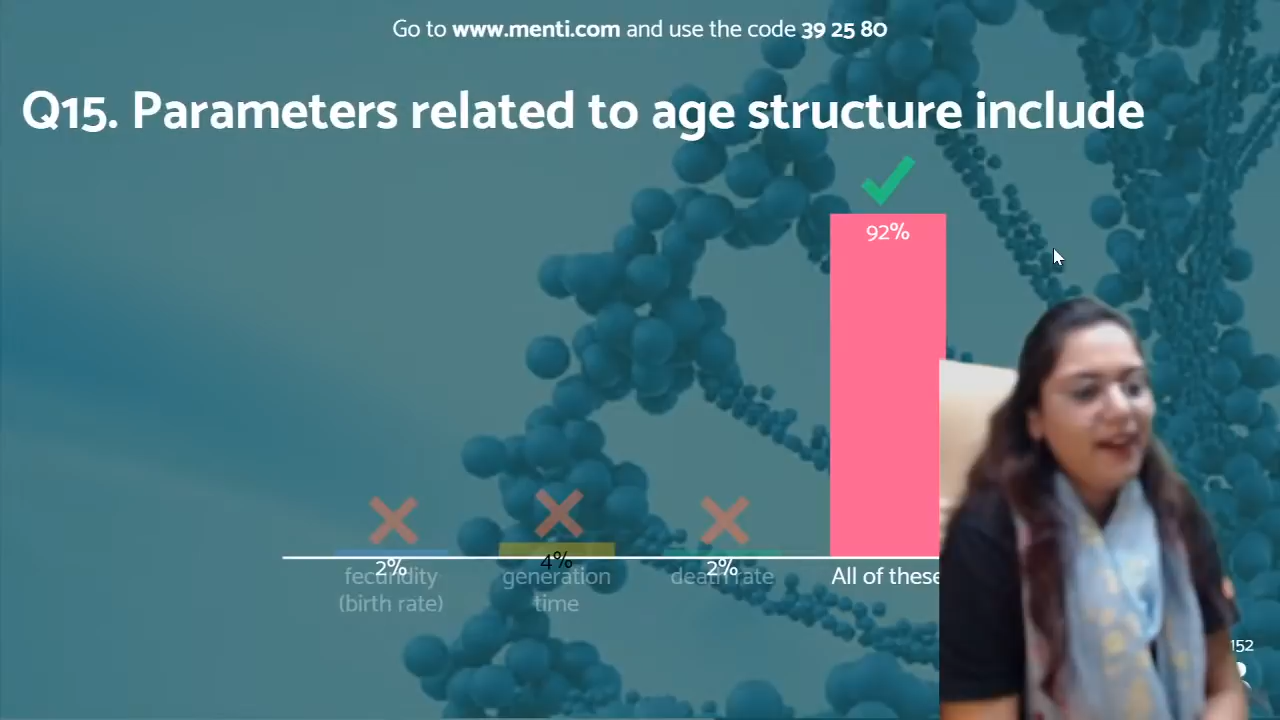 Go to www.menti.com and use the code 39 25 80
Q15. Parameters related to age structure include
92%
2%
4%
2%
fecundity
(birth rate)
generation
time
death rate
All of these
152